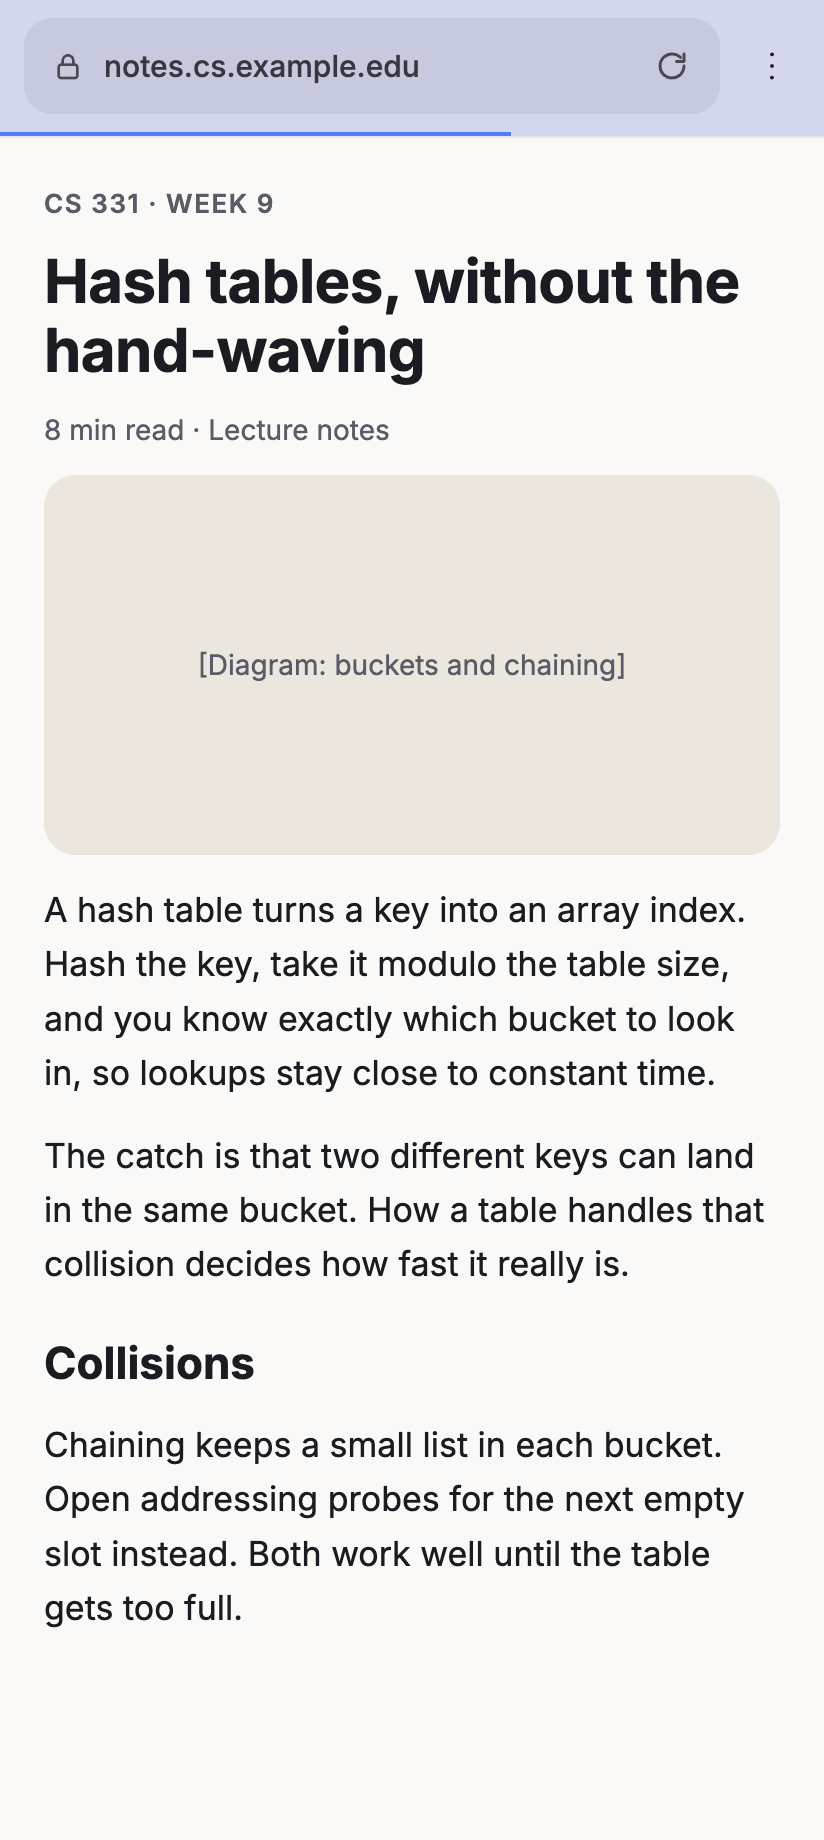 notes.cs.example.edu
CS 331 · WEEK 9
Hash tables, without the
hand-waving
8 min read · Lecture notes
[Diagram: buckets and chaining]
A hash table turns a key into an array index.
Hash the key, take it modulo the table size,
and you know exactly which bucket to look
in, so lookups stay close to constant time.
The catch is that two different keys can land
in the same bucket. How a table handles that
collision decides how fast it really is.
Collisions
Chaining keeps a small list in each bucket.
Open addressing probes for the next empty
slot instead. Both work well until the table
gets too full.